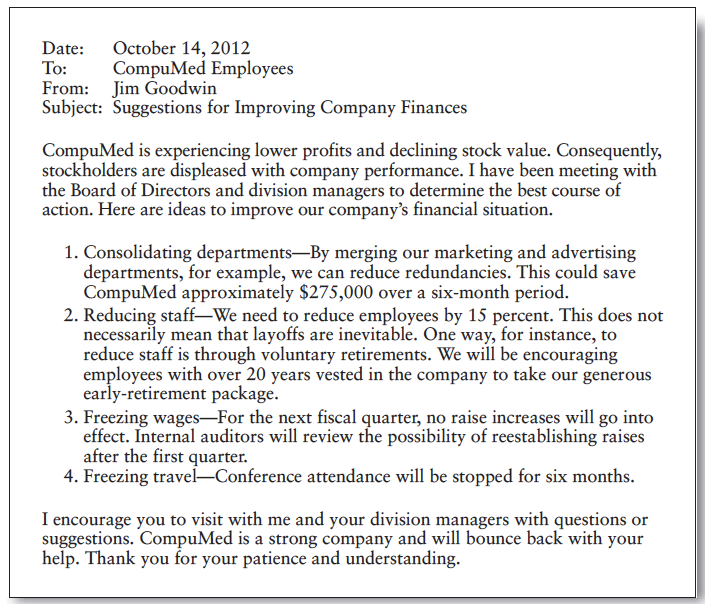 Date: October 14, 2012
To: CompuMed Employees
From: Jim Goodwin
Subject: Suggestions for Improving Company Finances
CompuMed is experiencing lower profits and declining stock value. Consequently,
stockholders are displeased with company performance. I have been meeting with
the Board of Directors and division managers to determine the best course of
action. Here are ideas to improve our company's financial situation.
1. Consolidating departments—By merging our marketing and advertising
departments, for example, we can reduce redundancies. This could save
CompuMed approximately $275,000 over a six-month period.
2. Reducing staff—We need to reduce employees by 15 percent. This does not
necessarily mean that layoffs are inevitable. One way, for instance, to
reduce staff is through voluntary retirements. We will be encouraging
employees with over 20 years vested in the company to take our generous
early-retirement package.
3. Freezing wages—For the next fiscal quarter, no raise increases will go into
effect. Internal auditors will review the possibility of reestablishing raises
after the first quarter.
4. Freezing travel—Conference attendance will be stopped for six months.
I encourage you to visit with me and your division managers with questions or
suggestions. CompuMed is a strong company and will bounce back with your
help. Thank you for your patience and understanding.